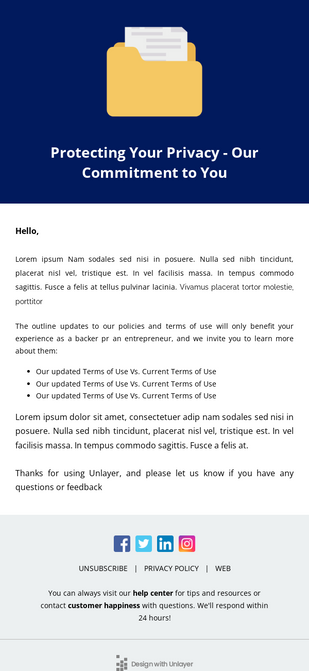 Protecting Your Privacy - Our
Commitment to You
Hello,
Lorem ipsum Nam sodales sed nisi in posuere. Nulla sed nibh tincidunt,
placerat nisl vel, tristique est. In vel facilisis massa. In tempus commodo
sagittis. Fusce a felis at tellus pulvinar lacinia. Vivamus placerat tortor molestie,
porttitor
The outline updates to our policies and terms of use will only benefit your
experience as a backer pr an entrepreneur, and we invite you to learn more
about them:
• Our updated Terms of Use Vs. Current Terms of Use
• Our updated Terms of Use Vs. Current Terms of Use
• Our updated Terms of Use Vs. Current Terms of Use
Lorem ipsum dolor sit amet, consectetuer adip nam sodales sed nisi in
posuere. Nulla sed nibh tincidunt, placerat nisl vel, tristique est. In vel
facilisis massa. In tempus commodo sagittis. Fusce a felis at.
Thanks for using Unlayer, and please let us know if you have any
questions or feedback
UNSUBSCRIBE | PRIVACY POLICY | WEB
You can always visit our help center for tips and resources or
contact customer happiness with questions. We'll respond within
24 hours!
Design with Unlayer